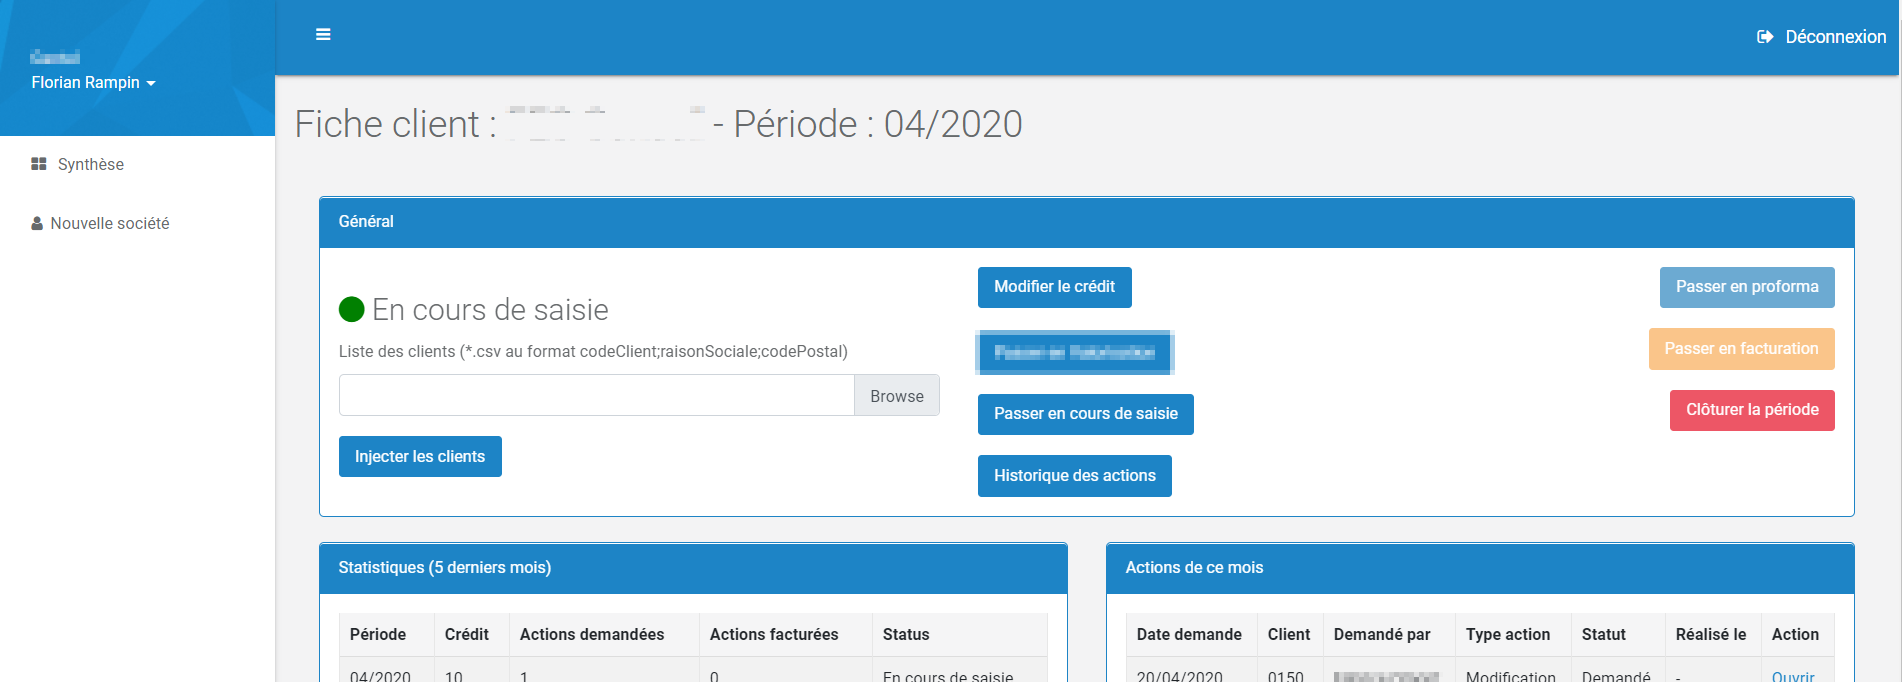 Déconnexion
Florian Rampin
Synthèse
Nouvelle société
Fiche client : - Période : 04/2020
Général
En cours de saisie
Liste des clients (*.csv au format codeClient;raisonSociale;codePostal)
Browse
Injecter les clients
Modifier le crédit
Passer en cours de saisie
Historique des actions
Passer en proforma
Passer en facturation
Clôturer la période
Statistiques (5 derniers mois)
Période Crédit Actions demandées Actions facturées Status
04/2020 10 1 0 En cours de saisie
Actions de ce mois
Date demande Client Demandé par Type action Statut Réalisé le Action
20/04/2020 0150 Modification Demandé - Ouvrir